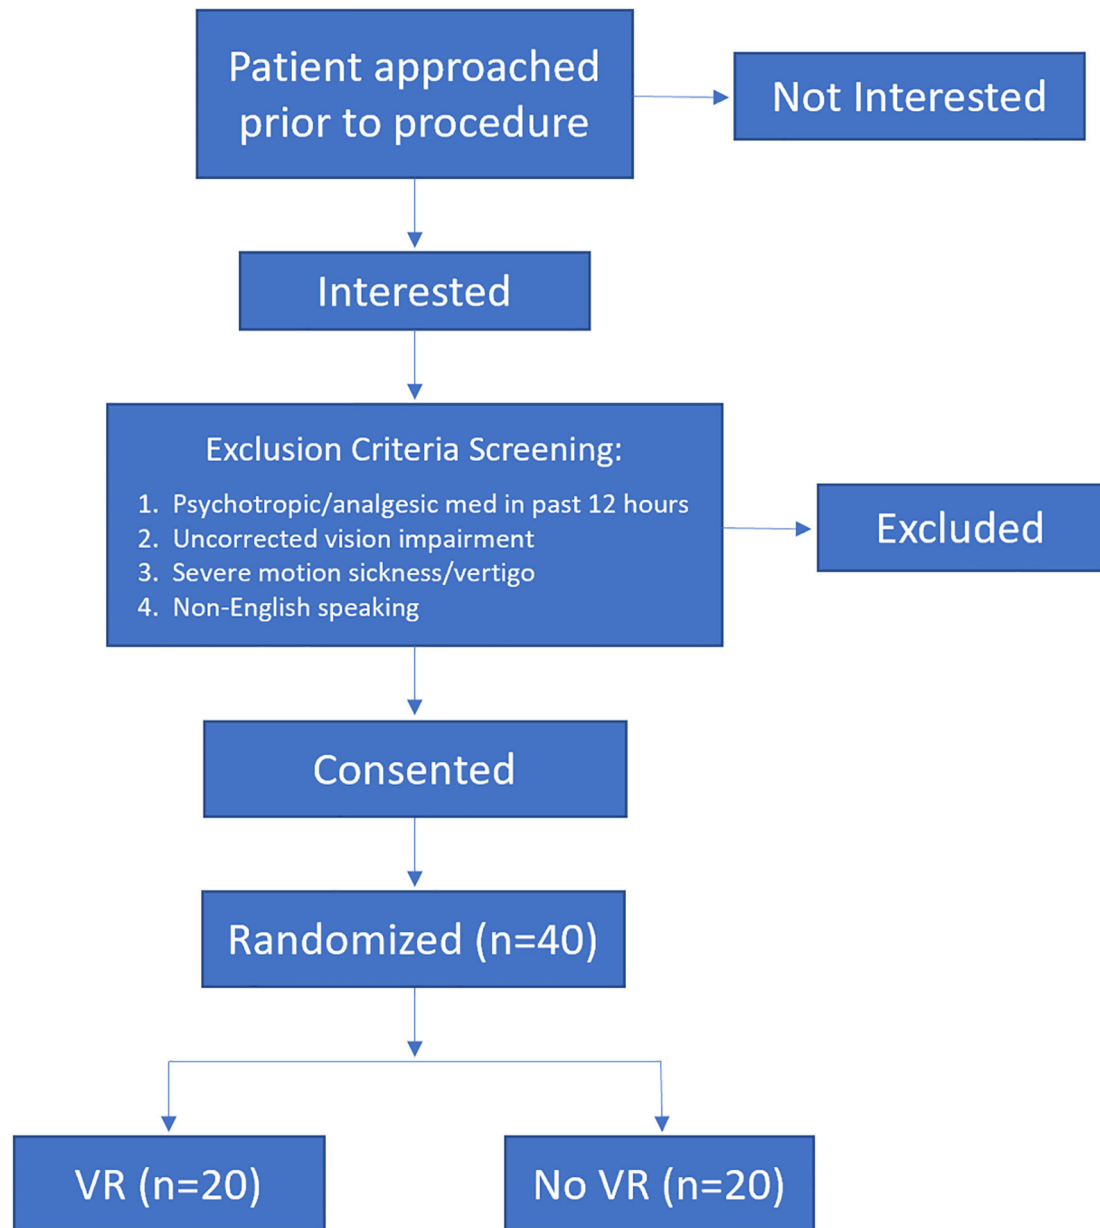 Patient approached
prior to procedure
Not Interested
Interested
Exclusion Criteria Screening:
1. Psychotropic/analgesic med in past 12 hours
2. Uncorrected vision impairment
3. Severe motion sickness/vertigo
4. Non-English speaking
Excluded
Consented
Randomized (n=40)
VR (n=20)
No VR (n=20)